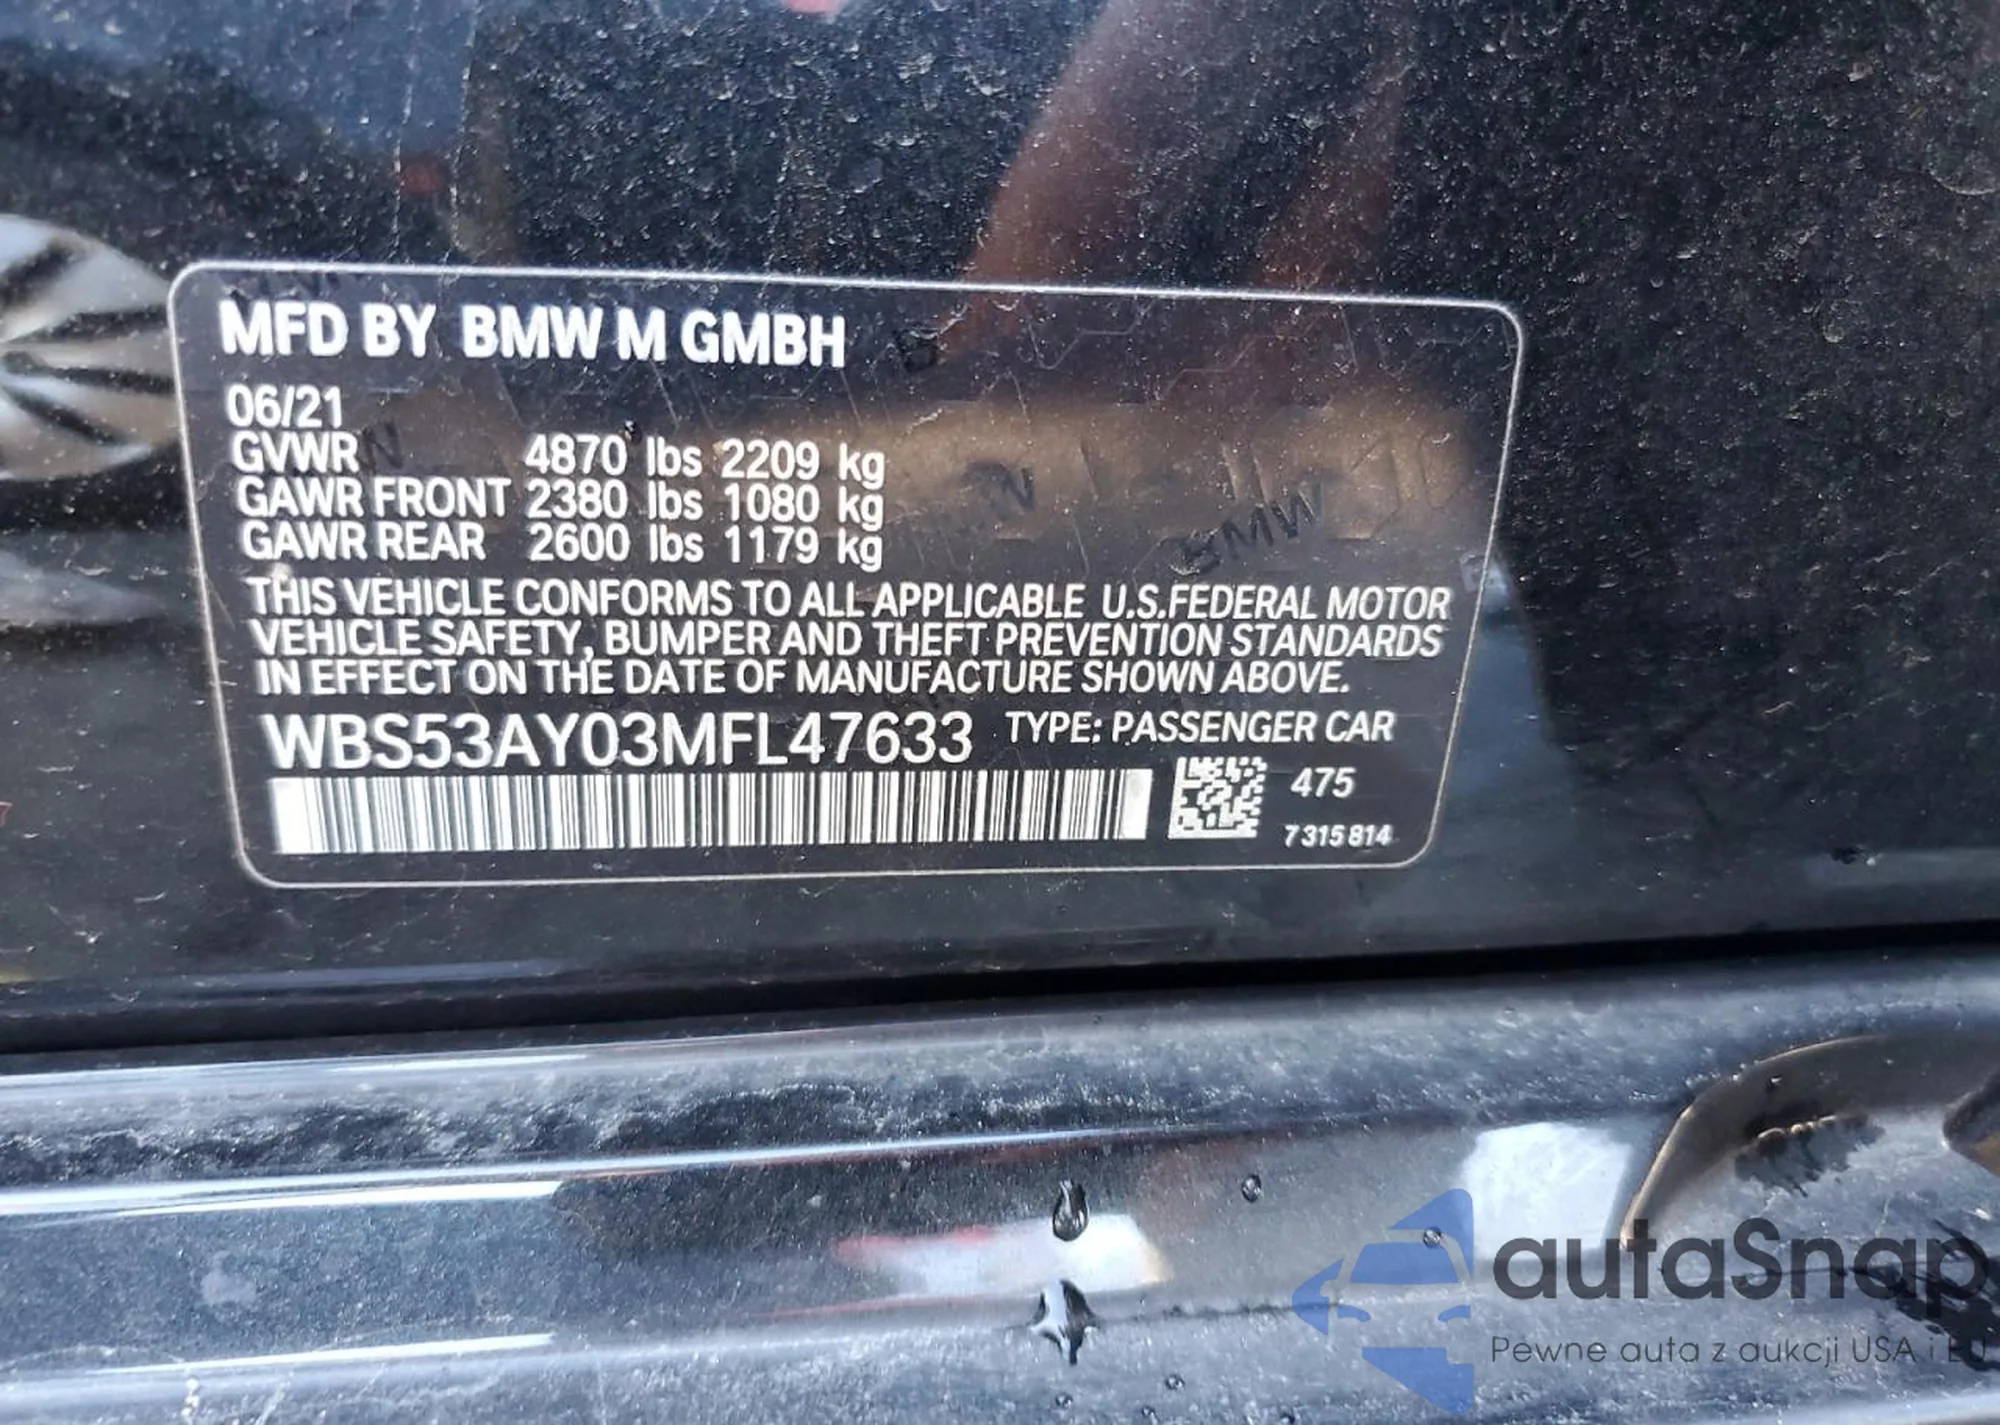 MFD BY BMW M GMBH
06/21
GVWR 4870 lbs 2209 kg
GAWR FRONT 2380 lbs 1080 kg
GAWR REAR 2600 lbs 1179 kg
THIS VEHICLE CONFORMS TO ALL APPLICABLE U.S.FEDERAL MOTOR
VEHICLE SAFETY, BUMPER AND THEFT PREVENTION STANDARDS
IN EFFECT ON THE DATE OF MANUFACTURE SHOWN ABOVE.
WBS53AY03MFL47633 TYPE: PASSENGER CAR
475
7315814
BMW
autaSnap
Pewne auta z aukcji USA i EU